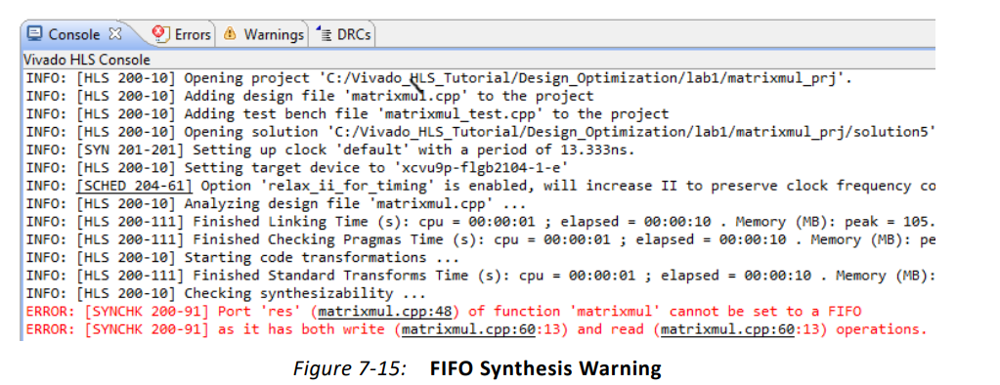 Console Errors Warnings DRCs
Vivado HLS Console
INFO: [HLS 200-10] Opening project 'C:/Vivado_HLS_Tutorial/Design_Optimization/lab1/matrixmul_prj'.
INFO: [HLS 200-10] Adding design file 'matrixmul.cpp' to the project
INFO: [HLS 200-10] Adding test bench file 'matrixmul_test.cpp' to the project
INFO: [HLS 200-10] Opening solution 'C:/Vivado_HLS_Tutorial/Design_Optimization/lab1/matrixmul_prj/solution5'
INFO: [SYN 201-201] Setting up clock 'default' with a period of 13.333ns.
INFO: [HLS 200-10] Setting target device to 'xcvu9p-flgb2104-1-e'
INFO: [SCHED 204-61] Option 'relax_ii_for_timing' is enabled, will increase II to preserve clock frequency co
INFO: [HLS 200-10] Analyzing design file 'matrixmul.cpp' ...
INFO: [HLS 200-111] Finished Linking Time (s): cpu = 00:00:01 ; elapsed = 00:00:10 . Memory (MB): peak = 105.
INFO: [HLS 200-111] Finished Checking Pragmas Time (s): cpu = 00:00:01 ; elapsed = 00:00:10 . Memory (MB): pe
INFO: [HLS 200-10] Starting code transformations ...
INFO: [HLS 200-111] Finished Standard Transforms Time (s): cpu = 00:00:01 ; elapsed = 00:00:10 . Memory (MB):
INFO: [HLS 200-10] Checking synthesizability ...
ERROR: [SYNCHK 200-91] Port 'res' (matrixmul.cpp:48) of function 'matrixmul' cannot be set to a FIFO
ERROR: [SYNCHK 200-91] as it has both write (matrixmul.cpp:60:13) and read (matrixmul.cpp:60:13) operations.
Figure 7-15: FIFO Synthesis Warning